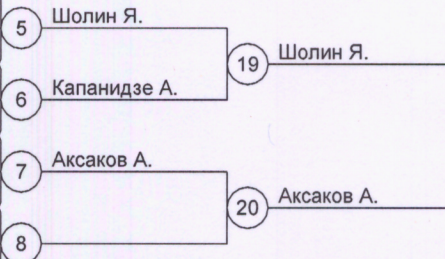 5 Шолин Я.
19 Шолин Я.
6 Капанидзе А.
7 Аксаков А.
20 Аксаков А.
8